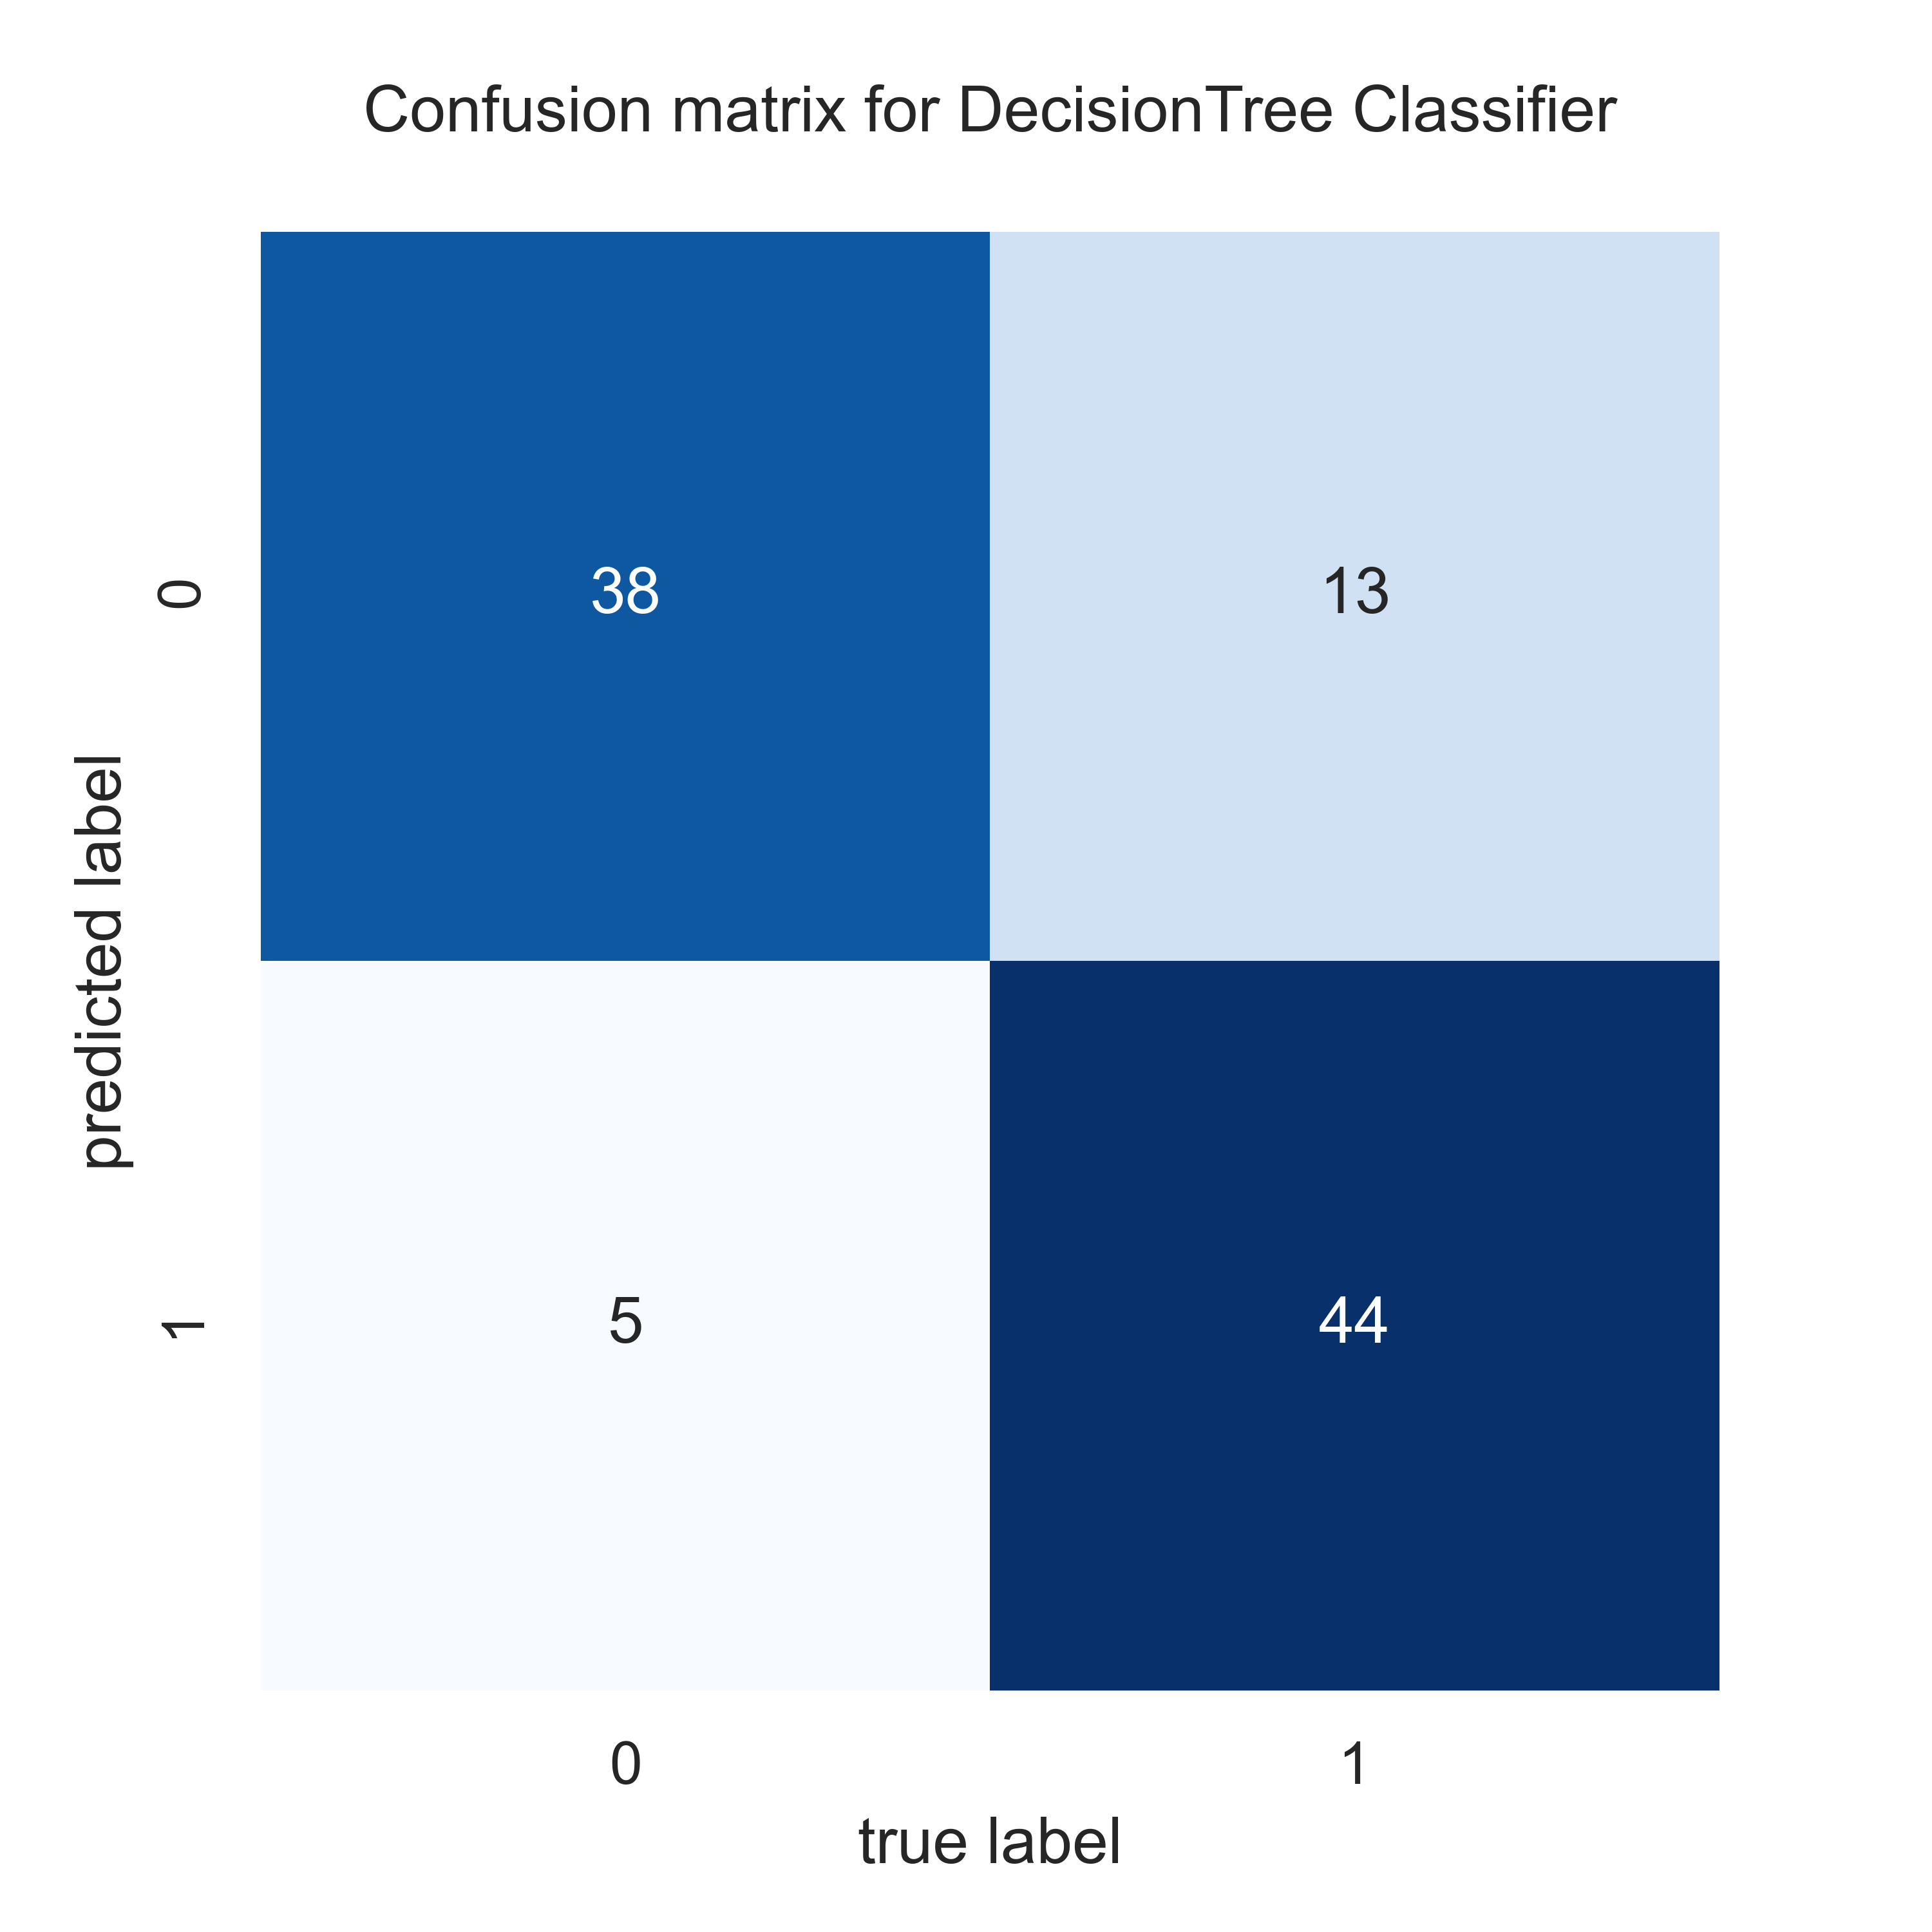 Confusion matrix for DecisionTree Classifier
predicted label
0
38
13
1
5
44
0
1
true label